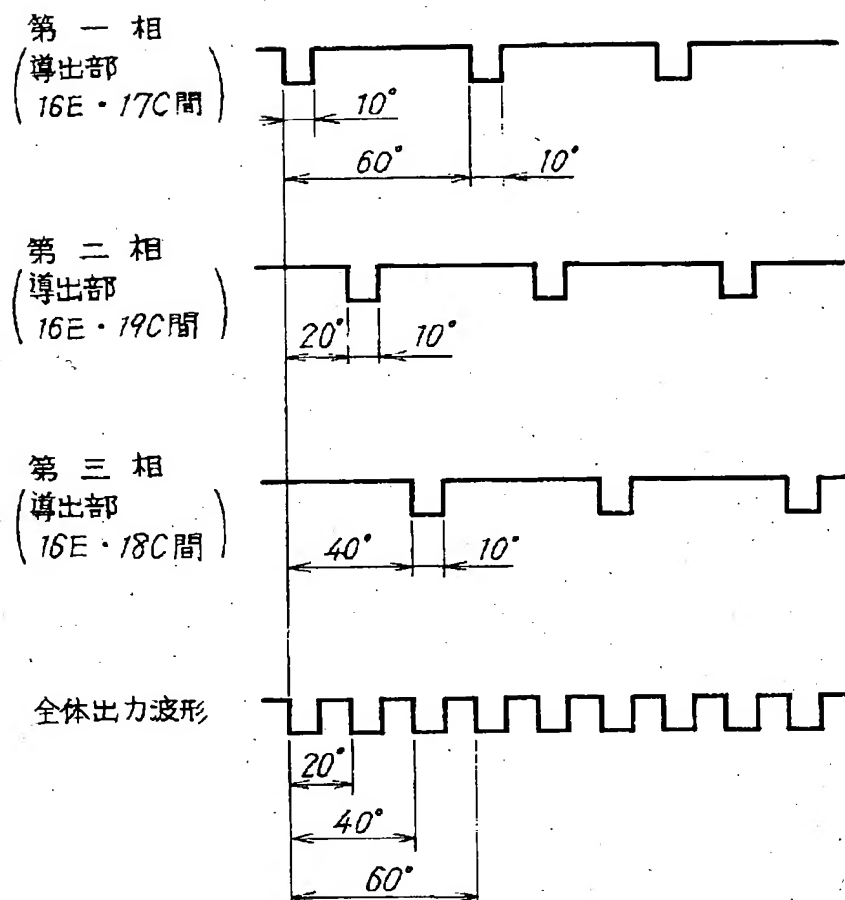 第一相
(導出部
16E・17C間)
10°
60°
10°
第二相
(導出部
16E・19C間)
20°
10°
第三相
(導出部
16E・18C間)
40°
10°
全体出力波形
20°
40°
60°